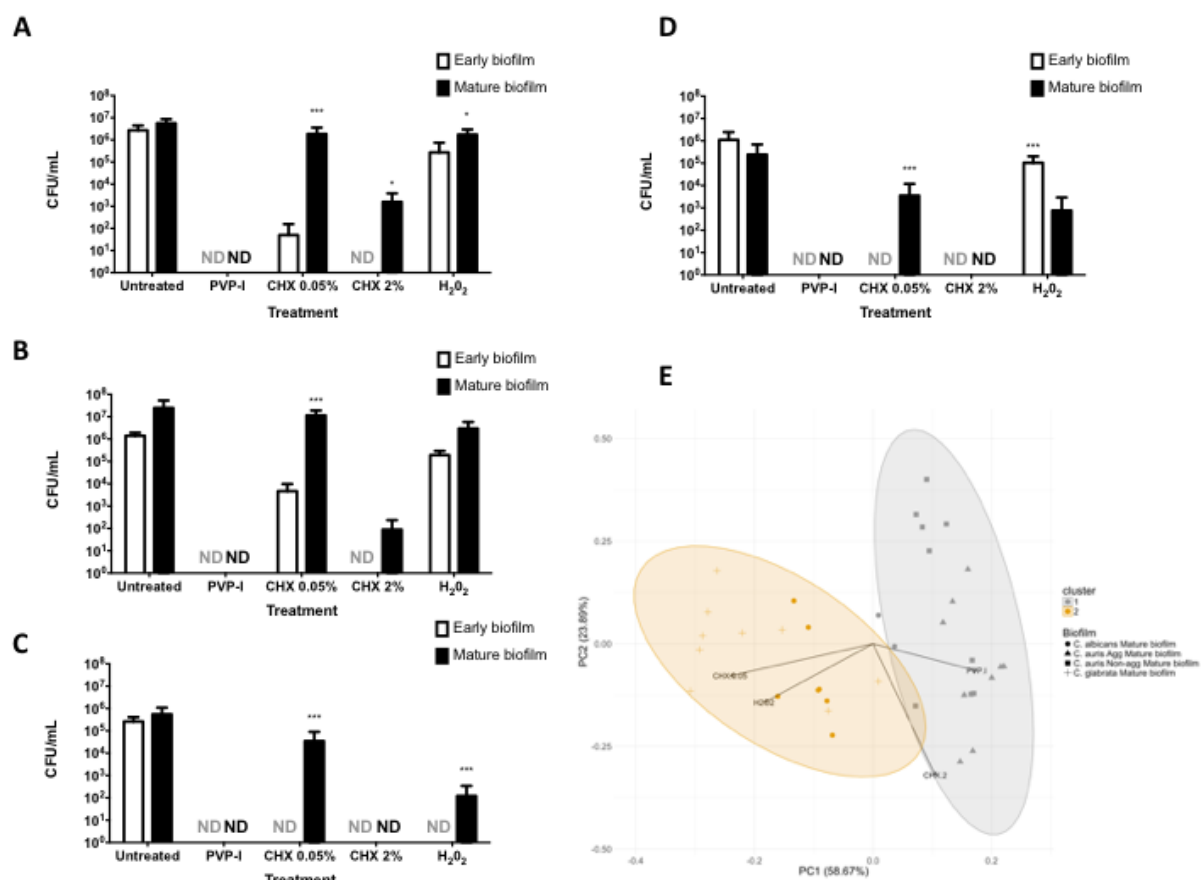 A
Early biofilm
Mature biofilm
CFU/mL
10⁸
10⁷
10⁶
10⁵
10⁴
10³
10²
10¹
10⁰
***
*
*
ND ND
ND
Untreated PVP-I CHX 0.05% CHX 2% H₂0₂
Treatment
B
Early biofilm
Mature biofilm
CFU/mL
10⁸
10⁷
10⁶
10⁵
10⁴
10³
10²
10¹
10⁰
***
ND ND
ND
Untreated PVP-I CHX 0.05% CHX 2% H₂0₂
Treatment
C
Early biofilm
Mature biofilm
CFU/mL
10⁸
10⁷
10⁶
10⁵
10⁴
10³
10²
10¹
10⁰
***
***
ND ND ND ND ND ND
Untreated PVP-I CHX 0.05% CHX 2% H₂0₂
Treatment
D
Early biofilm
Mature biofilm
CFU/mL
10⁸
10⁷
10⁶
10⁵
10⁴
10³
10²
10¹
10⁰
***
***
ND ND ND ND ND
Untreated PVP-I CHX 0.05% CHX 2% H₂0₂
Treatment
E
PC2 (23.89%)
0.50
0.25
0.00
-0.25
-0.50
CHX 0.05
H2O2
PVP.I
CHX.2
-0.4 -0.2 0.0 0.2
PC1 (58.67%)
cluster
1
2
Biofilm
C. albicans Mature biofilm
C. auris Agg Mature biofilm
C. auris Non-agg Mature biofilm
C. glabrata Mature biofilm